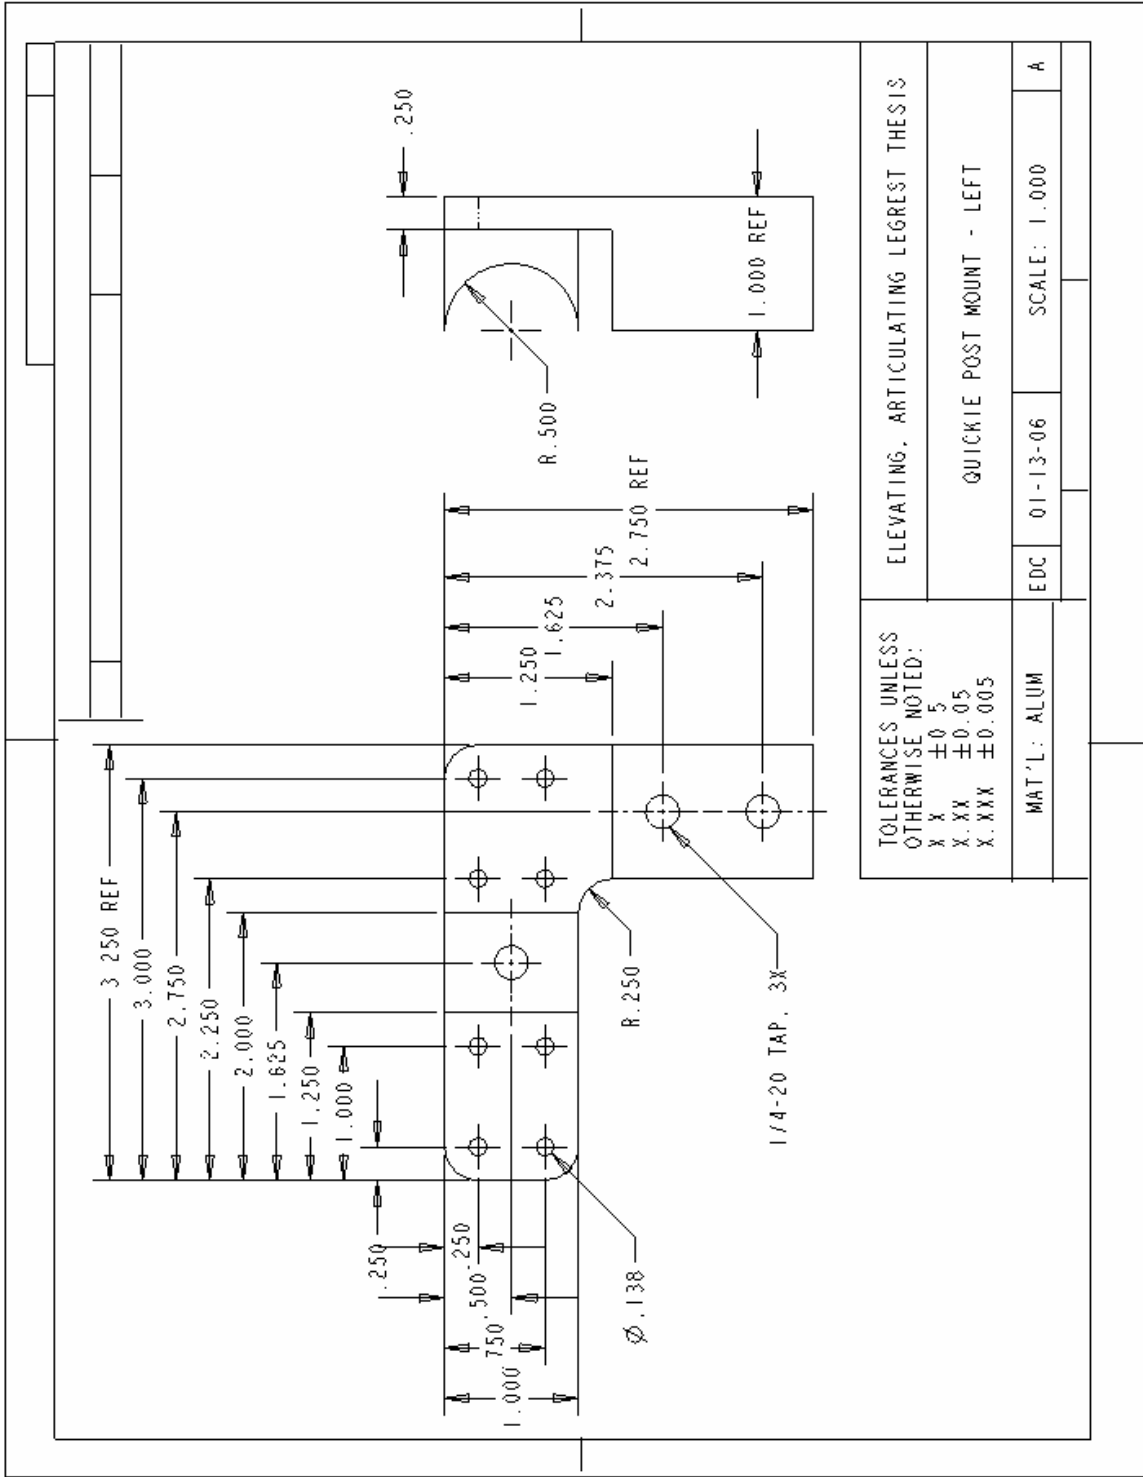 3 250 REF
3.000
2.750
2.250
2.000
1.625
1.250
1.000
.250
.250
.500
.750
1.000
Ø.138
R.250
1/4-20 TAP, 3X
1.250
1.625
2.375
2.750 REF
R.500
.250
1.000 REF
TOLERANCES UNLESS
OTHERWISE NOTED:
X X ±0 5
X.XX ±0.05
X.XXX ±0.005
MAT'L: ALUM
ELEVATING, ARTICULATING LEGREST THESIS
QUICKIE POST MOUNT - LEFT
EDC 01-13-06 SCALE: 1.000 A